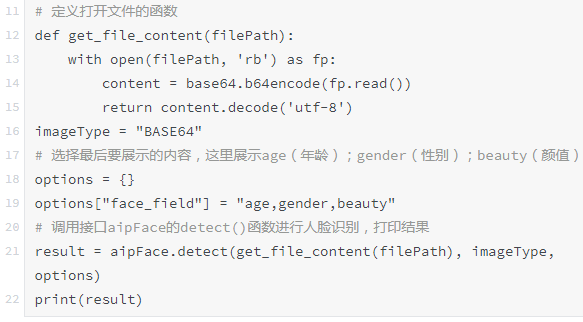 11 # 定义打开文件的函数
12 def get_file_content(filePath):
13     with open(filePath, 'rb') as fp:
14         content = base64.b64encode(fp.read())
15         return content.decode('utf-8')
16 imageType = "BASE64"
17 # 选择最后要展示的内容，这里展示age（年龄）；gender（性别）；beauty（颜值）
18 options = {}
19 options["face_field"] = "age,gender,beauty"
20 # 调用接口aipFace的detect()函数进行人脸识别，打印结果
21 result = aipFace.detect(get_file_content(filePath), imageType,
options)
22 print(result)